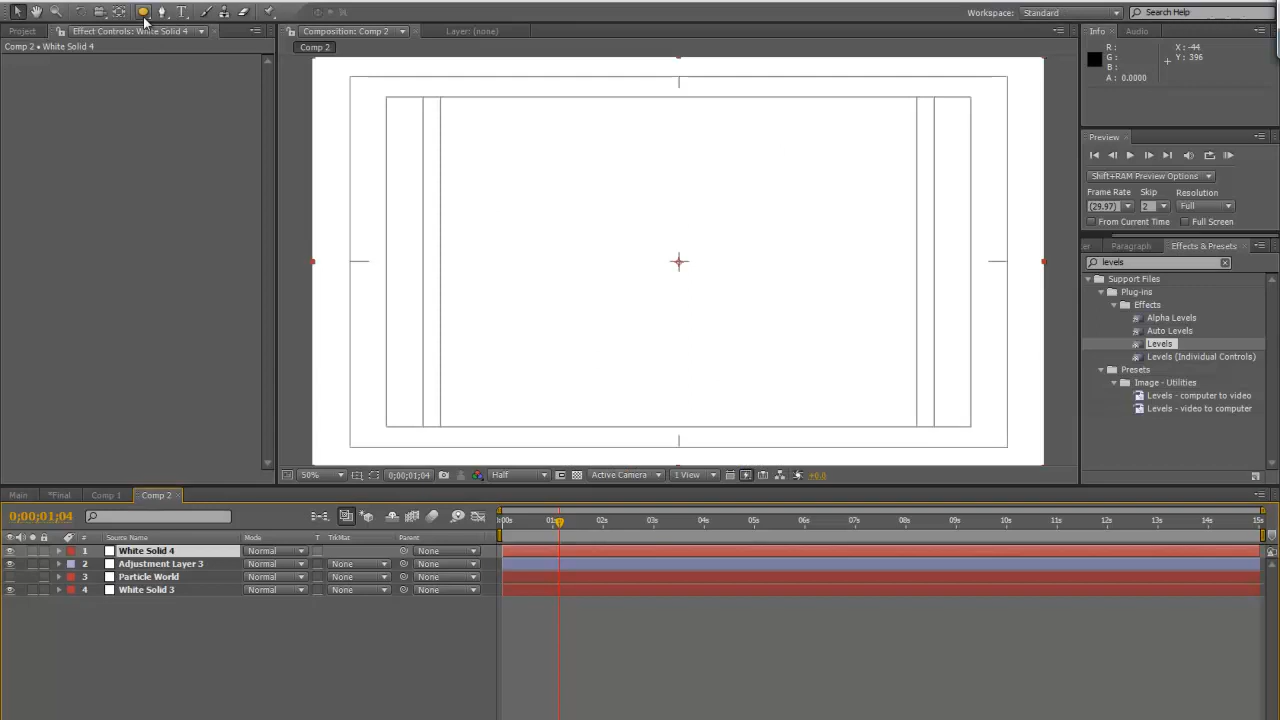 Workspace: Standard
Search Help
Project
Effect Controls: White Solid 4
Composition: Comp 2
Layer: (none)
Info
Audio
Comp 2 • White Solid 4
Comp 2
R :
G :
B :
A : 0.0000
X : -44
Y : 396
Preview
Shift+RAM Preview Options
Frame Rate
Skip
Resolution
(29.97)
2
Full
From Current Time
Full Screen
er
Paragraph
Effects & Presets
levels
Support Files
Plug-ins
Effects
Alpha Levels
Auto Levels
Levels
Levels (Individual Controls)
Presets
Image - Utilities
Levels - computer to video
Levels - video to computer
50%
0;00;01;04
Half
Active Camera
1 View
+0.0
Main
*Final
Comp 1
Comp 2
0;00;01;04
:00s
01s
02s
03s
04s
05s
06s
07s
08s
09s
10s
11s
12s
13s
14s
15s
#
Source Name
Mode
T
TrkMat
Parent
1
White Solid 4
Normal
None
2
Adjustment Layer 3
Normal
None
None
3
Particle World
Normal
None
None
4
White Solid 3
Normal
None
None